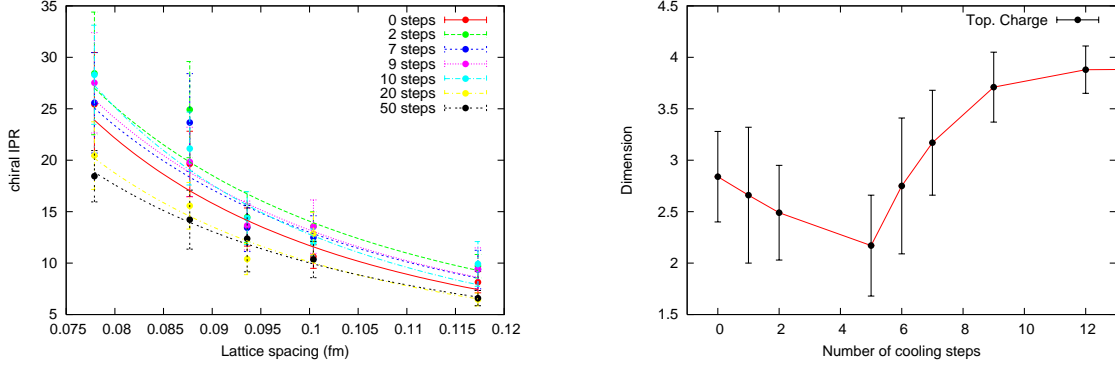 chiral IPR
35
30
25
20
15
10
5
0.075 0.08 0.085 0.09 0.095 0.1 0.105 0.11 0.115 0.12
Lattice spacing (fm)
0 steps
2 steps
7 steps
9 steps
10 steps
20 steps
50 steps
Dimension
4.5
4
3.5
3
2.5
2
1.5
0 2 4 6 8 10 12
Number of cooling steps
Top. Charge